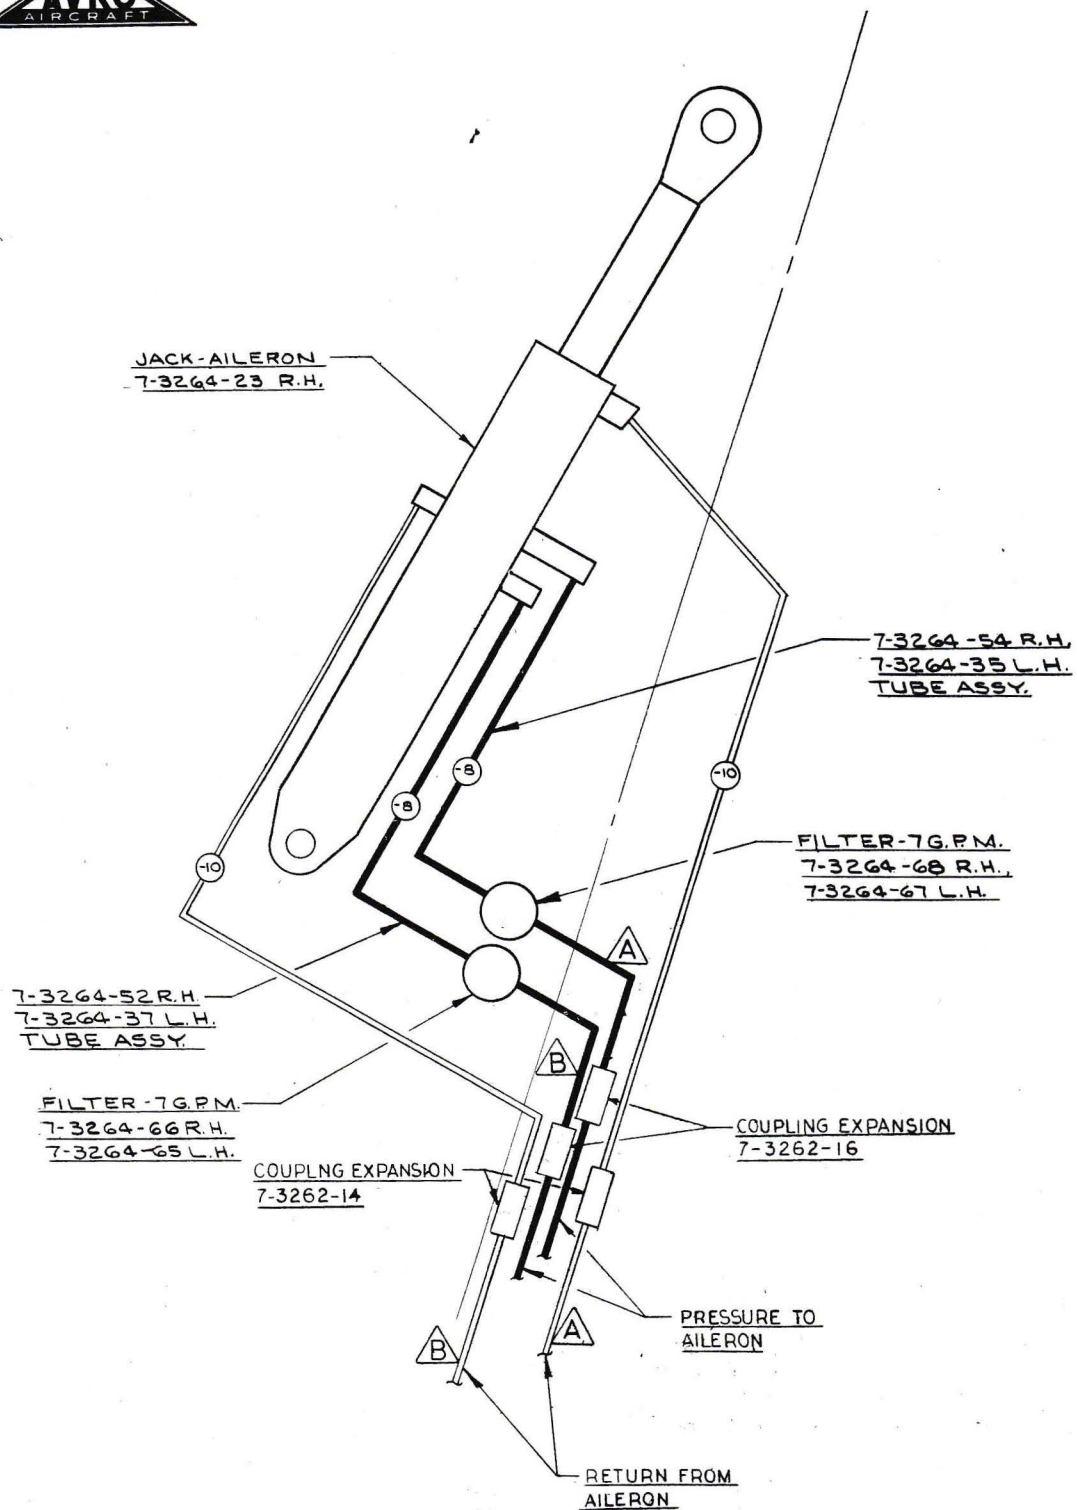 AVRO
AIRCRAFT
JACK-AILERON
7-3264-23 R.H.
7-3264-54 R.H.
7-3264-35 L.H.
TUBE ASSY.
-8
-8
-10
-10
FILTER-7 G.P.M.
7-3264-68 R.H.,
7-3264-67 L.H.
A
7-3264-52 R.H.
7-3264-37 L.H.
TUBE ASSY.
B
FILTER-7 G.P.M.
7-3264-66 R.H.
7-3264-65 L.H.
COUPLING EXPANSION
7-3262-16
COUPLNG EXPANSION
7-3262-14
PRESSURE TO
AILERON
A
B
RETURN FROM
AILERON